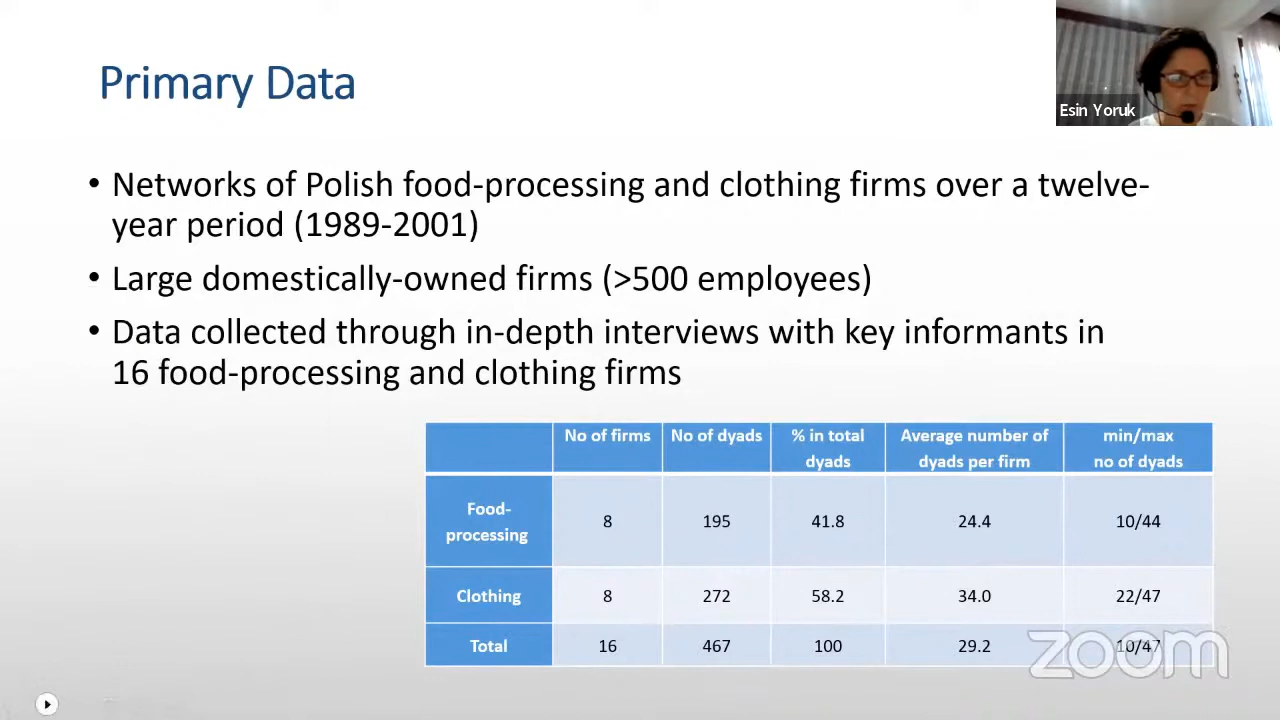 Primary Data
Esin Yoruk
• Networks of Polish food-processing and clothing firms over a twelve-
year period (1989-2001)
• Large domestically-owned firms (>500 employees)
• Data collected through in-depth interviews with key informants in
16 food-processing and clothing firms
No of firms No of dyads % in total dyads Average number of dyads per firm min/max no of dyads
Food-processing 8 195 41.8 24.4 10/44
Clothing 8 272 58.2 34.0 22/47
Total 16 467 100 29.2 10/47
zoom